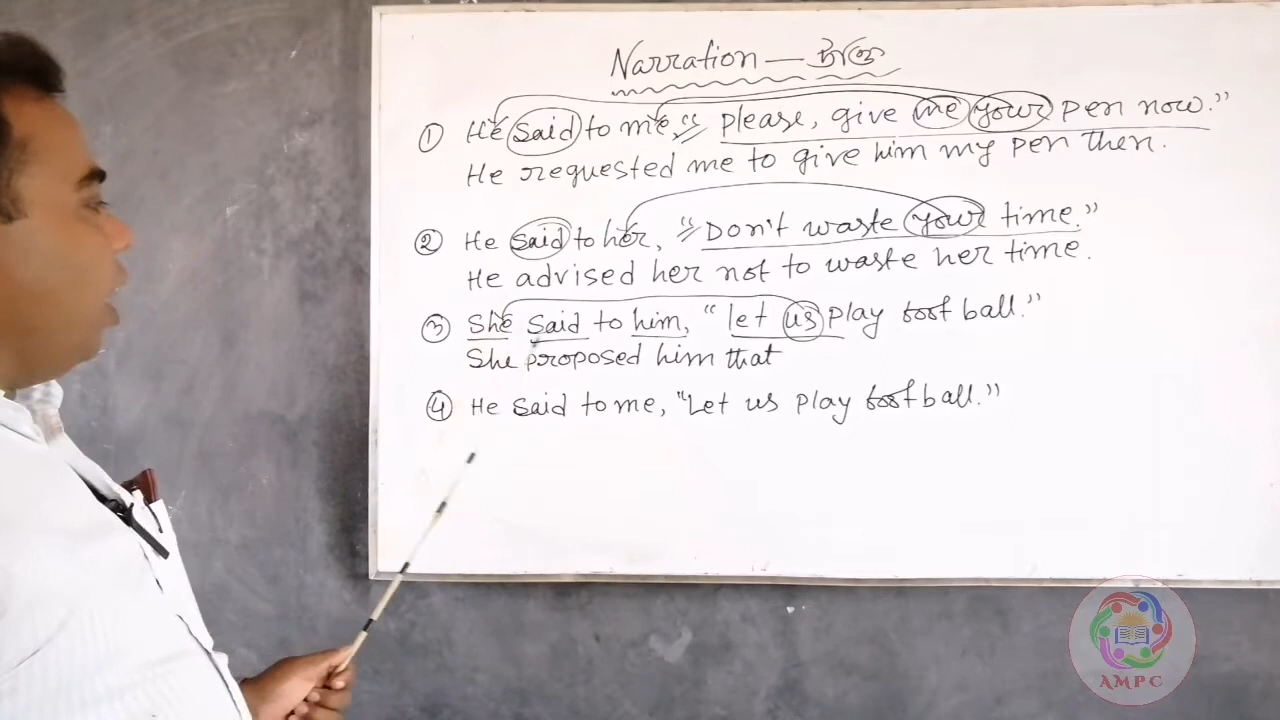 Narration —
① He said to me, "please, give me your pen now."
He requested me to give him my pen then.
② He said to her, "Don't waste your time."
He advised her not to waste her time.
③ She said to him, "let us play foot ball."
She proposed him that
④ He said to me, "Let us play foot ball."
AMPC